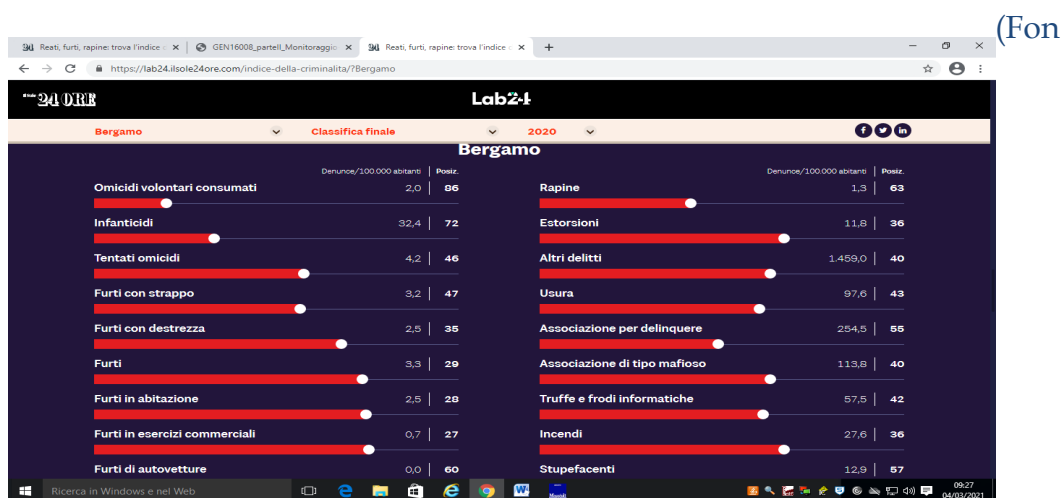 (Fon
Reati, furti, rapine: trova l'indice
GEN16008_partell_Monitoraggio
Reati, furti, rapine: trova l'indice
https://lab24.ilsole24ore.com/indice-della-criminalita/?Bergamo
24 ORE
Lab24
Bergamo Classifica finale 2020
Bergamo
Denunce/100.000 abitanti Posiz.
Omicidi volontari consumati 2,0 86
Infanticidi 32,4 72
Tentati omicidi 4,2 46
Furti con strappo 3,2 47
Furti con destrezza 2,5 35
Furti 3,3 29
Furti in abitazione 2,5 28
Furti in esercizi commerciali 0,7 27
Furti di autovetture 0,0 60
Denunce/100.000 abitanti Posiz.
Rapine 1,3 63
Estorsioni 11,8 36
Altri delitti 1.459,0 40
Usura 97,6 43
Associazione per delinquere 254,5 55
Associazione di tipo mafioso 113,8 40
Truffe e frodi informatiche 57,5 42
Incendi 27,6 36
Stupefacenti 12,9 57
Ricerca in Windows e nel Web
09:27
04/03/2021